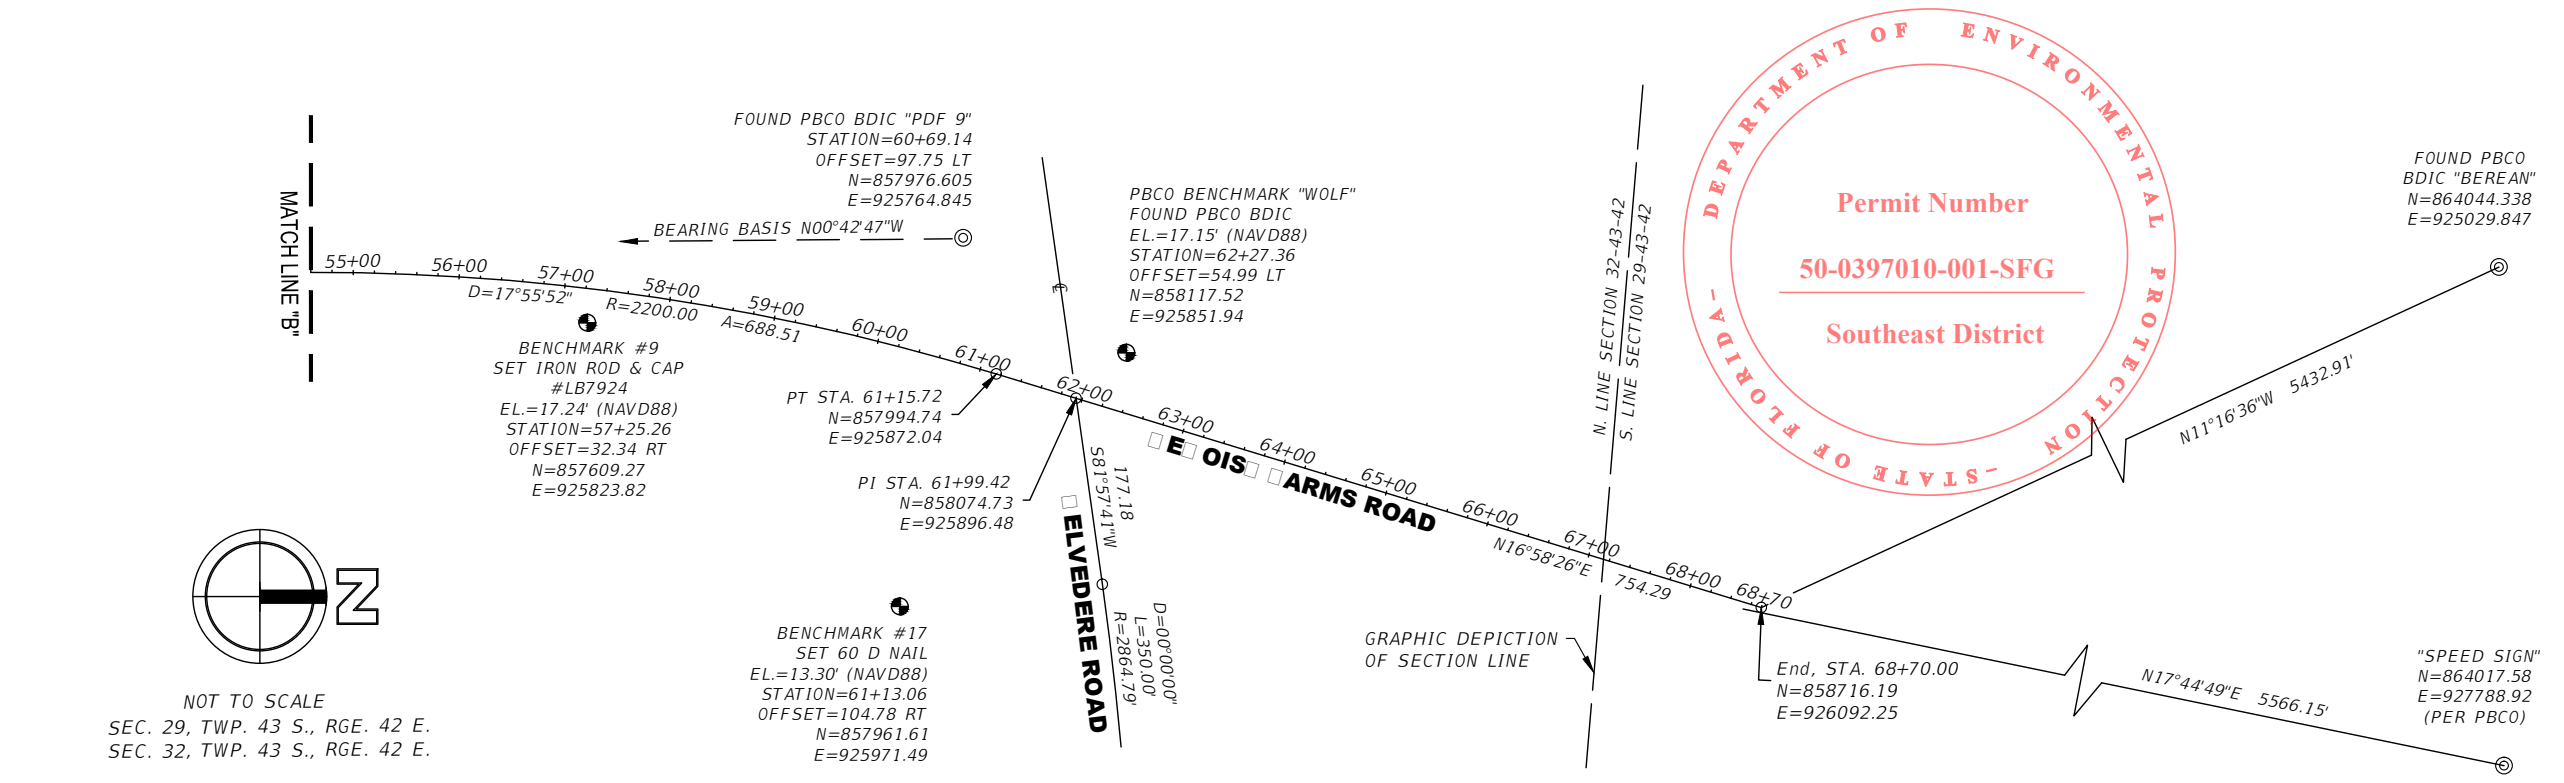 MATCH LINE "B"
55+00
56+00
57+00
58+00
59+00
60+00
61+00
62+00
63+00
64+00
65+00
66+00
67+00
68+00
68+70
D=17°55'52"
R=2200.00
A=688.51
BENCHMARK #9
SET IRON ROD & CAP
#LB7924
EL.=17.24' (NAVD88)
STATION=57+25.26
OFFSET=32.34 RT
N=857609.27
E=925823.82
FOUND PBCO BDIC "PDF 9"
STATION=60+69.14
OFFSET=97.75 LT
N=857976.605
E=925764.845
BEARING BASIS N00°42'47"W
PBCO BENCHMARK "WOLF"
FOUND PBCO BDIC
EL.=17.15' (NAVD88)
STATION=62+27.36
OFFSET=54.99 LT
N=858117.52
E=925851.94
PT STA. 61+15.72
N=857994.74
E=925872.04
PI STA. 61+99.42
N=858074.73
E=925896.48
177.18
S81°57'41"W
□ELVEDERE ROAD
D=00°00'00"
L=350.00'
R=2864.79'
□E□OIS□ □ARMS ROAD
BENCHMARK #17
SET 60 D NAIL
EL.=13.30' (NAVD88)
STATION=61+13.06
OFFSET=104.78 RT
N=857961.61
E=925971.49
N. LINE SECTION 32-43-42
S. LINE SECTION 29-43-42
N16°58'26"E 754.29
GRAPHIC DEPICTION
OF SECTION LINE
End, STA. 68+70.00
N=858716.19
E=926092.25
DEPARTMENT OF ENVIRONMENTAL PROTECTION
-STATE OF FLORIDA-
Permit Number
50-0397010-001-SFG
Southeast District
FOUND PBCO
BDIC "BEREAN"
N=864044.338
E=925029.847
N11°16'36"W 5432.91'
N17°44'49"E 5566.15'
"SPEED SIGN"
N=864017.58
E=927788.92
(PER PBCO)
N
NOT TO SCALE
SEC. 29, TWP. 43 S., RGE. 42 E.
SEC. 32, TWP. 43 S., RGE. 42 E.